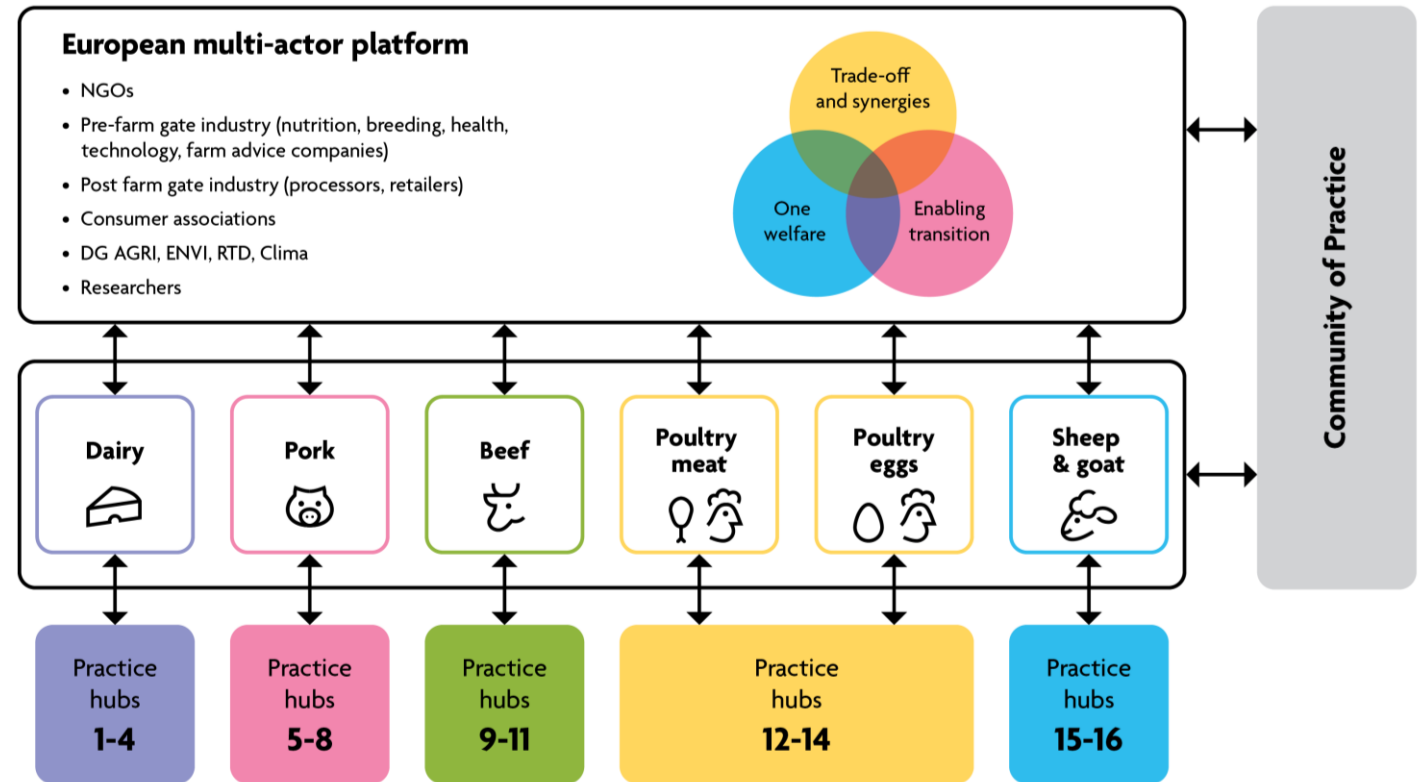 European multi-actor platform
• NGOs
• Pre-farm gate industry (nutrition, breeding, health,
technology, farm advice companies)
• Post farm gate industry (processors, retailers)
• Consumer associations
• DG AGRI, ENVI, RTD, Clima
• Researchers
Trade-off
and synergies
One
welfare
Enabling
transition
Community of Practice
Dairy
Pork
Beef
Poultry
meat
Poultry
eggs
Sheep
& goat
Practice
hubs
1-4
Practice
hubs
5-8
Practice
hubs
9-11
Practice
hubs
12-14
Practice
hubs
15-16